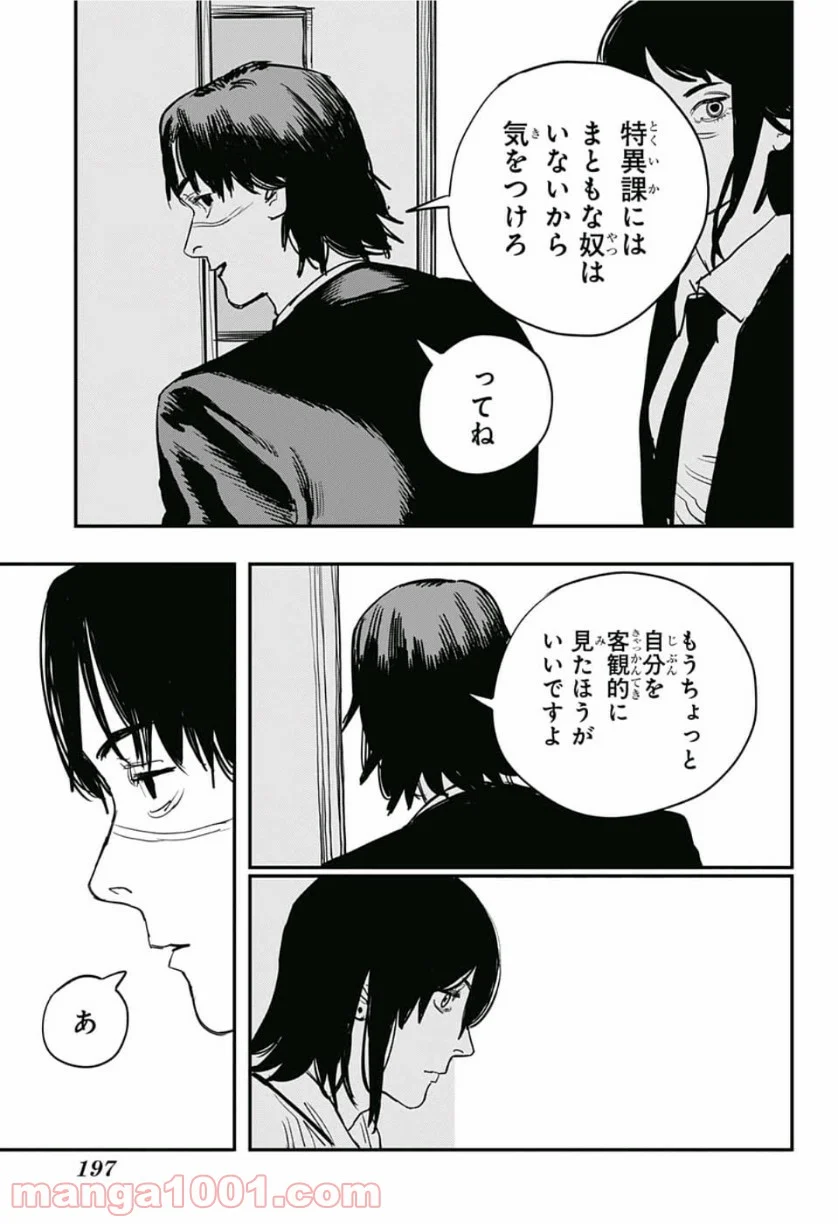 特異課には
まともな奴は
いないから
気をつけろ
ってね
もうちょっと
自分を
客観的に
見たほうが
いいですよ
あ
197
manga1001.com